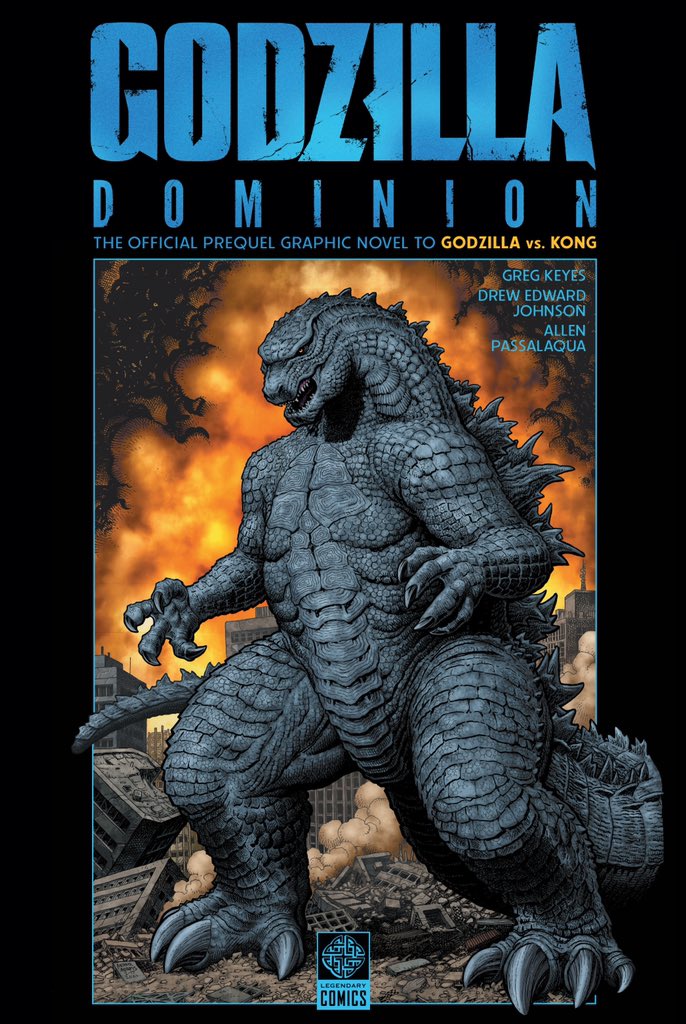 GODZILLA
DOMINION
THE OFFICIAL PREQUEL GRAPHIC NOVEL TO GODZILLA vs. KONG
GREG KEYES
DREW EDWARD
JOHNSON
ALLEN
PASSALAQUA
LEGENDARY
COMICS